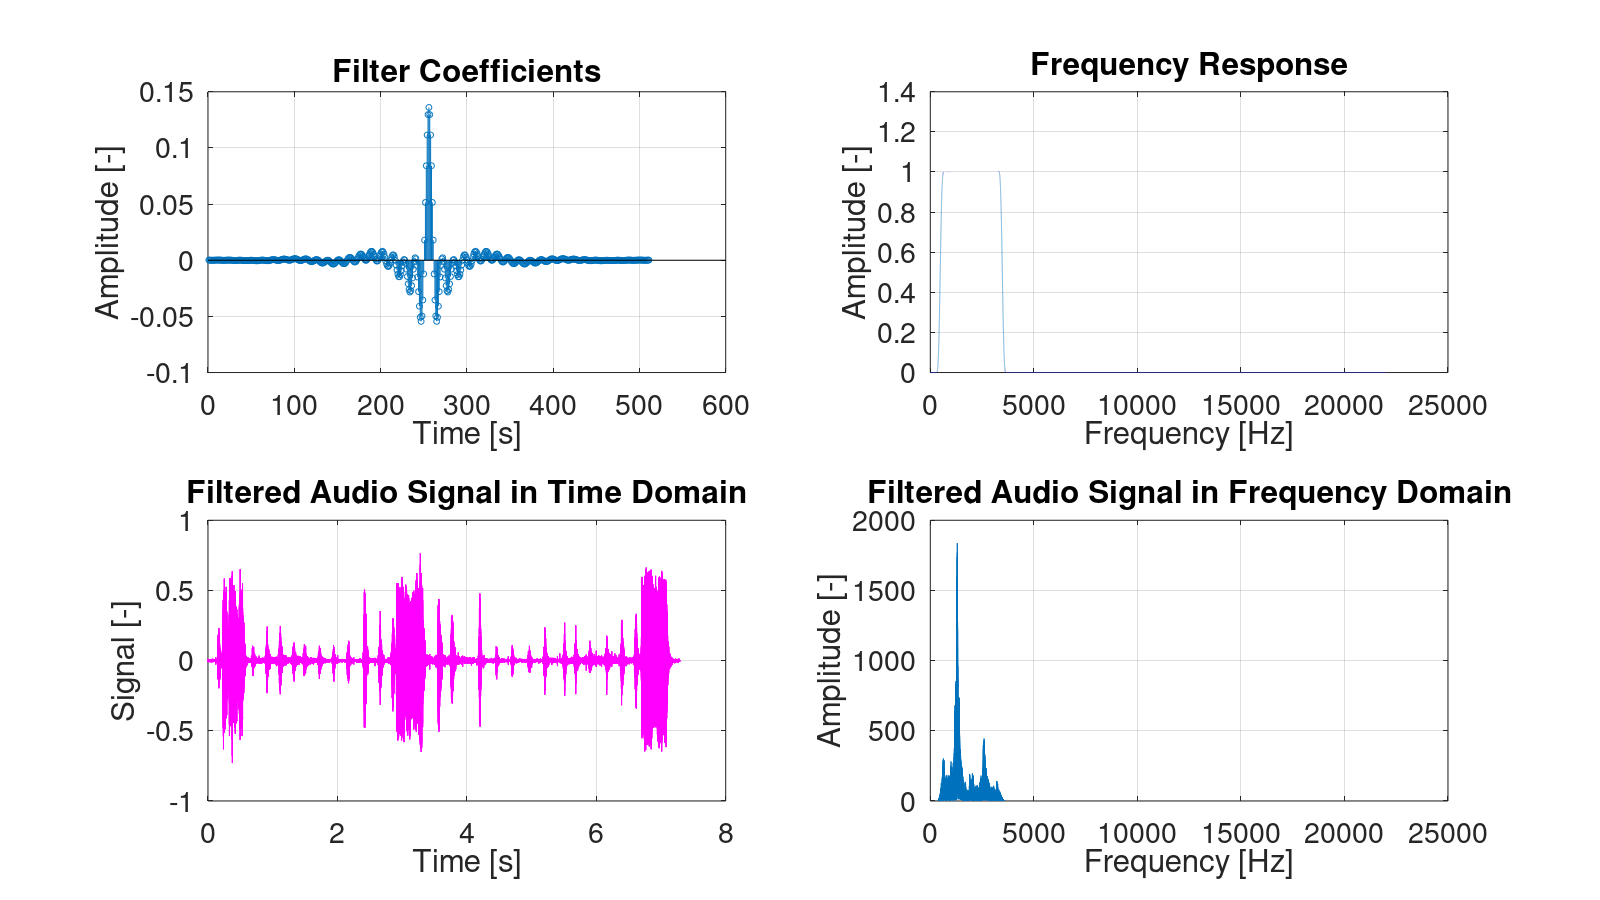 Filter Coefficients
0.15
0.1
0.05
0
-0.05
-0.1
Amplitude [-]
0 100 200 300 400 500 600
Time [s]
Frequency Response
1.4
1.2
1
0.8
0.6
0.4
0.2
0
Amplitude [-]
0 5000 10000 15000 20000 25000
Frequency [Hz]
Filtered Audio Signal in Time Domain
1
0.5
0
-0.5
-1
Signal [-]
0 2 4 6 8
Time [s]
Filtered Audio Signal in Frequency Domain
2000
1500
1000
500
0
Amplitude [-]
0 5000 10000 15000 20000 25000
Frequency [Hz]